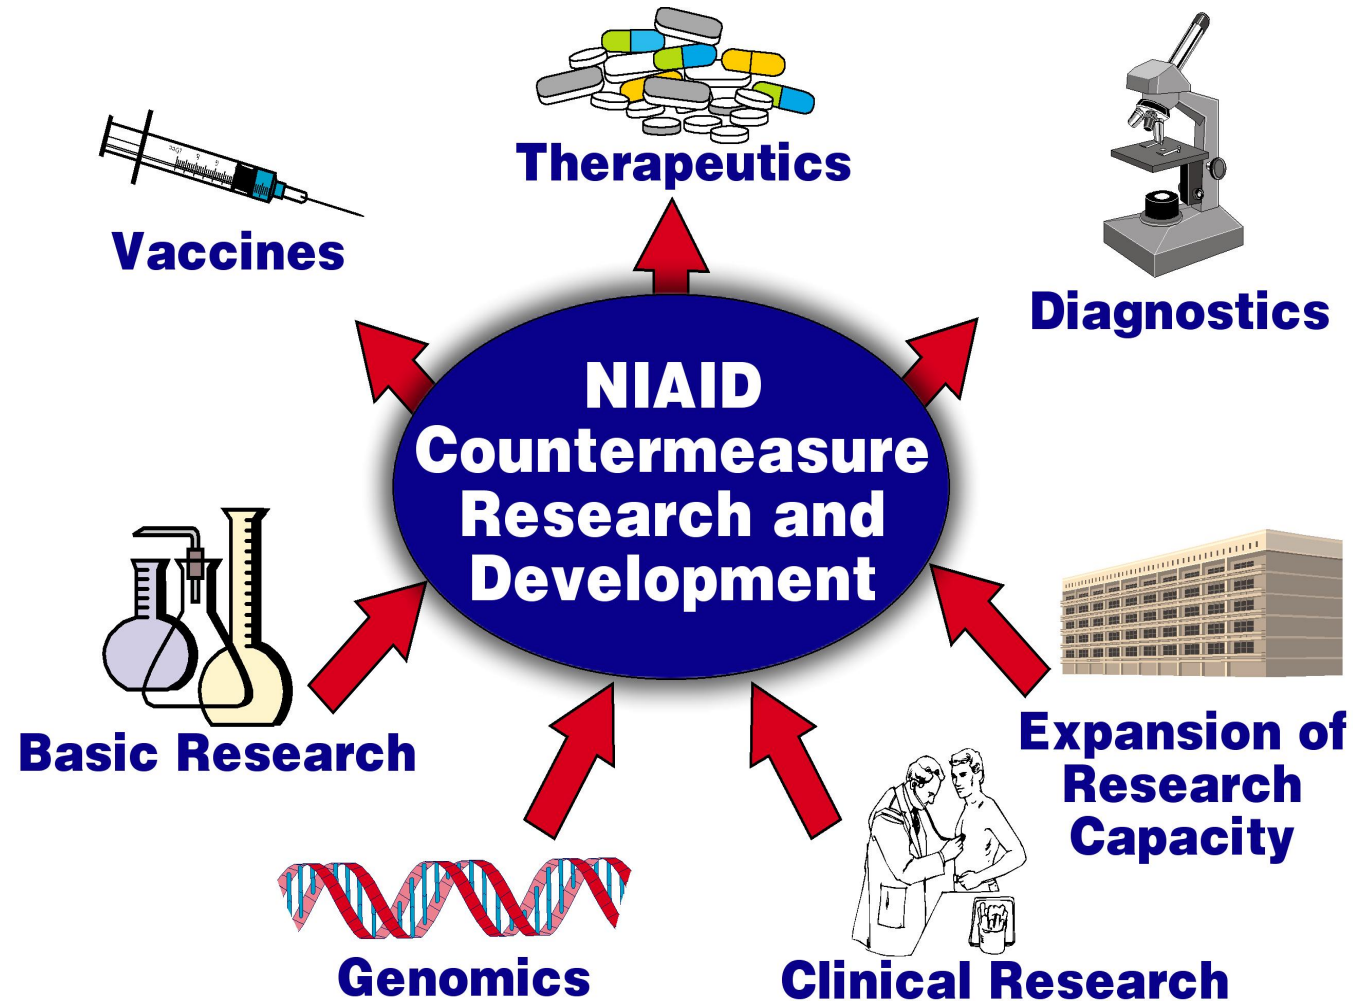 Therapeutics
Vaccines
Diagnostics
NIAID
Countermeasure
Research and
Development
Basic Research
Expansion of
Research
Capacity
Genomics
Clinical Research